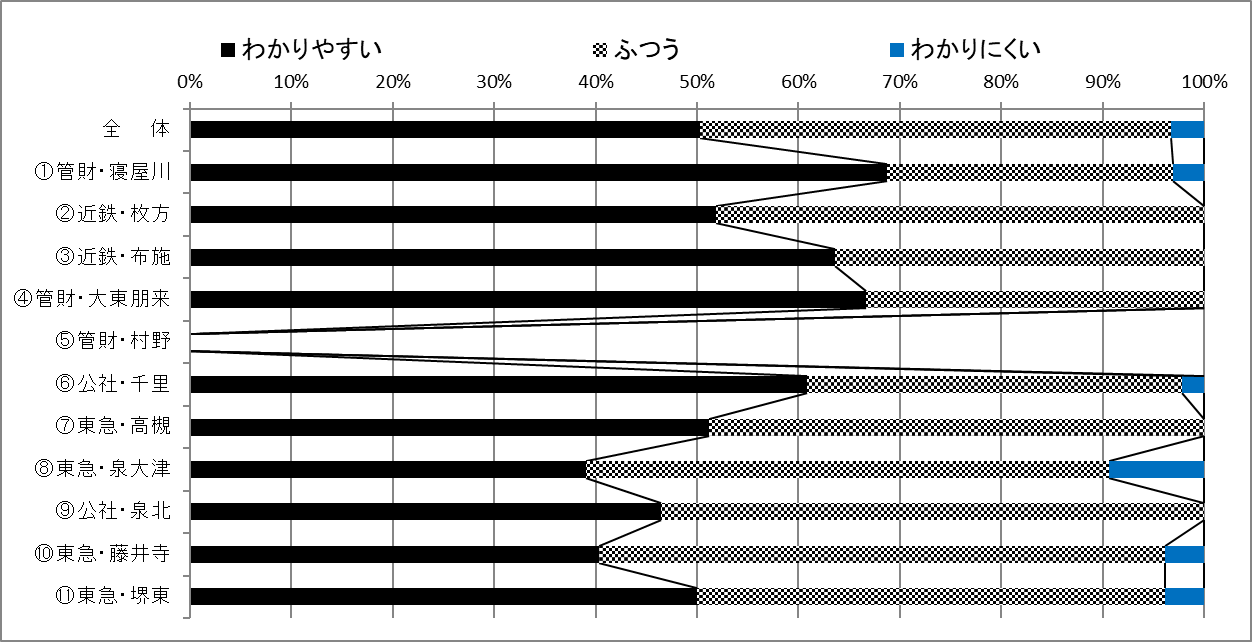 わかりやすい ふつう わかりにくい
0% 10% 20% 30% 40% 50% 60% 70% 80% 90% 100%
全 体
①管財・寝屋川
②近鉄・枚方
③近鉄・布施
④管財・大東朋来
⑤管財・村野
⑥公社・千里
⑦東急・高槻
⑧東急・泉大津
⑨公社・泉北
⑩東急・藤井寺
⑪東急・堺東